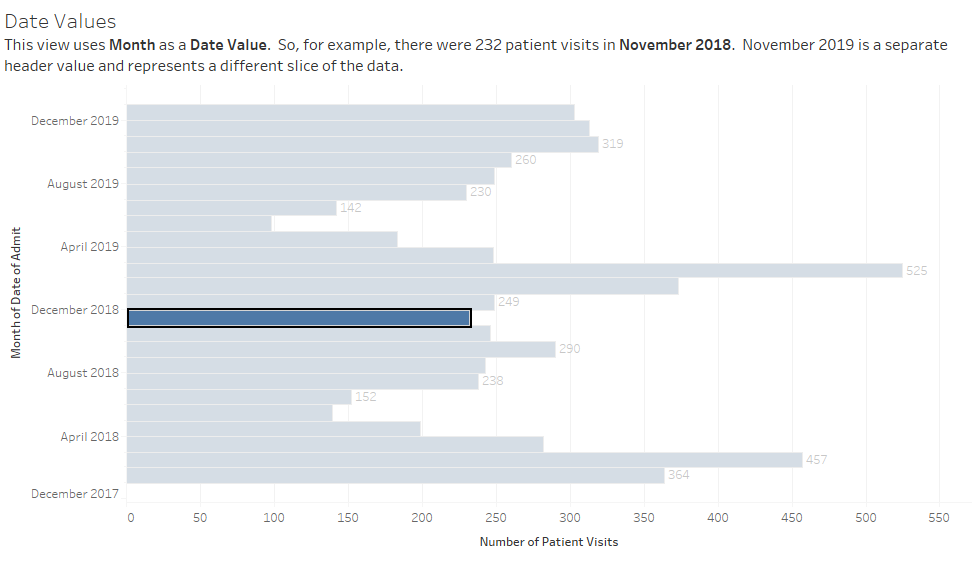 Date Values
This view uses Month as a Date Value.  So, for example, there were 232 patient visits in November 2018.  November 2019 is a separate
header value and represents a different slice of the data.
December 2019
319
260
August 2019
230
142
April 2019
525
249
December 2018
290
August 2018
238
152
April 2018
457
364
December 2017
Month of Date of Admit
0 50 100 150 200 250 300 350 400 450 500 550
Number of Patient Visits